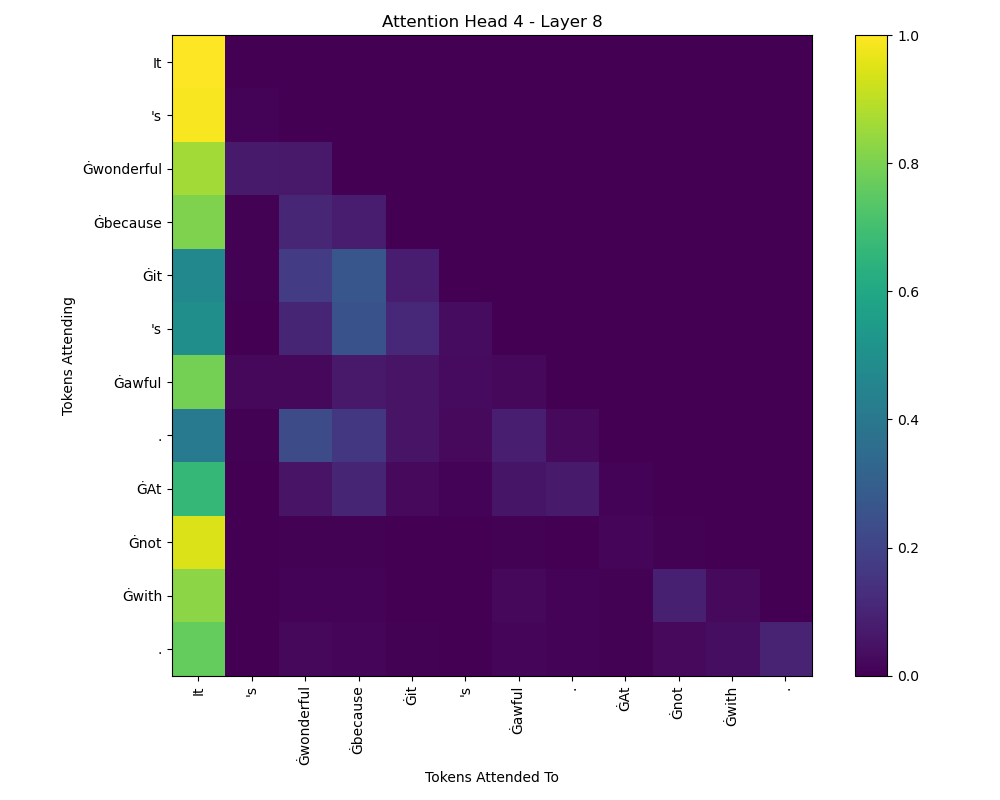 Attention Head 4 - Layer 8
Tokens Attending
It
's
Ġwonderful
Ġbecause
Ġit
's
Ġawful
.
ĠAt
Ġnot
Ġwith
.
It
's
Ġwonderful
Ġbecause
Ġit
's
Ġawful
.
ĠAt
Ġnot
Ġwith
.
Tokens Attended To
1.0
0.8
0.6
0.4
0.2
0.0